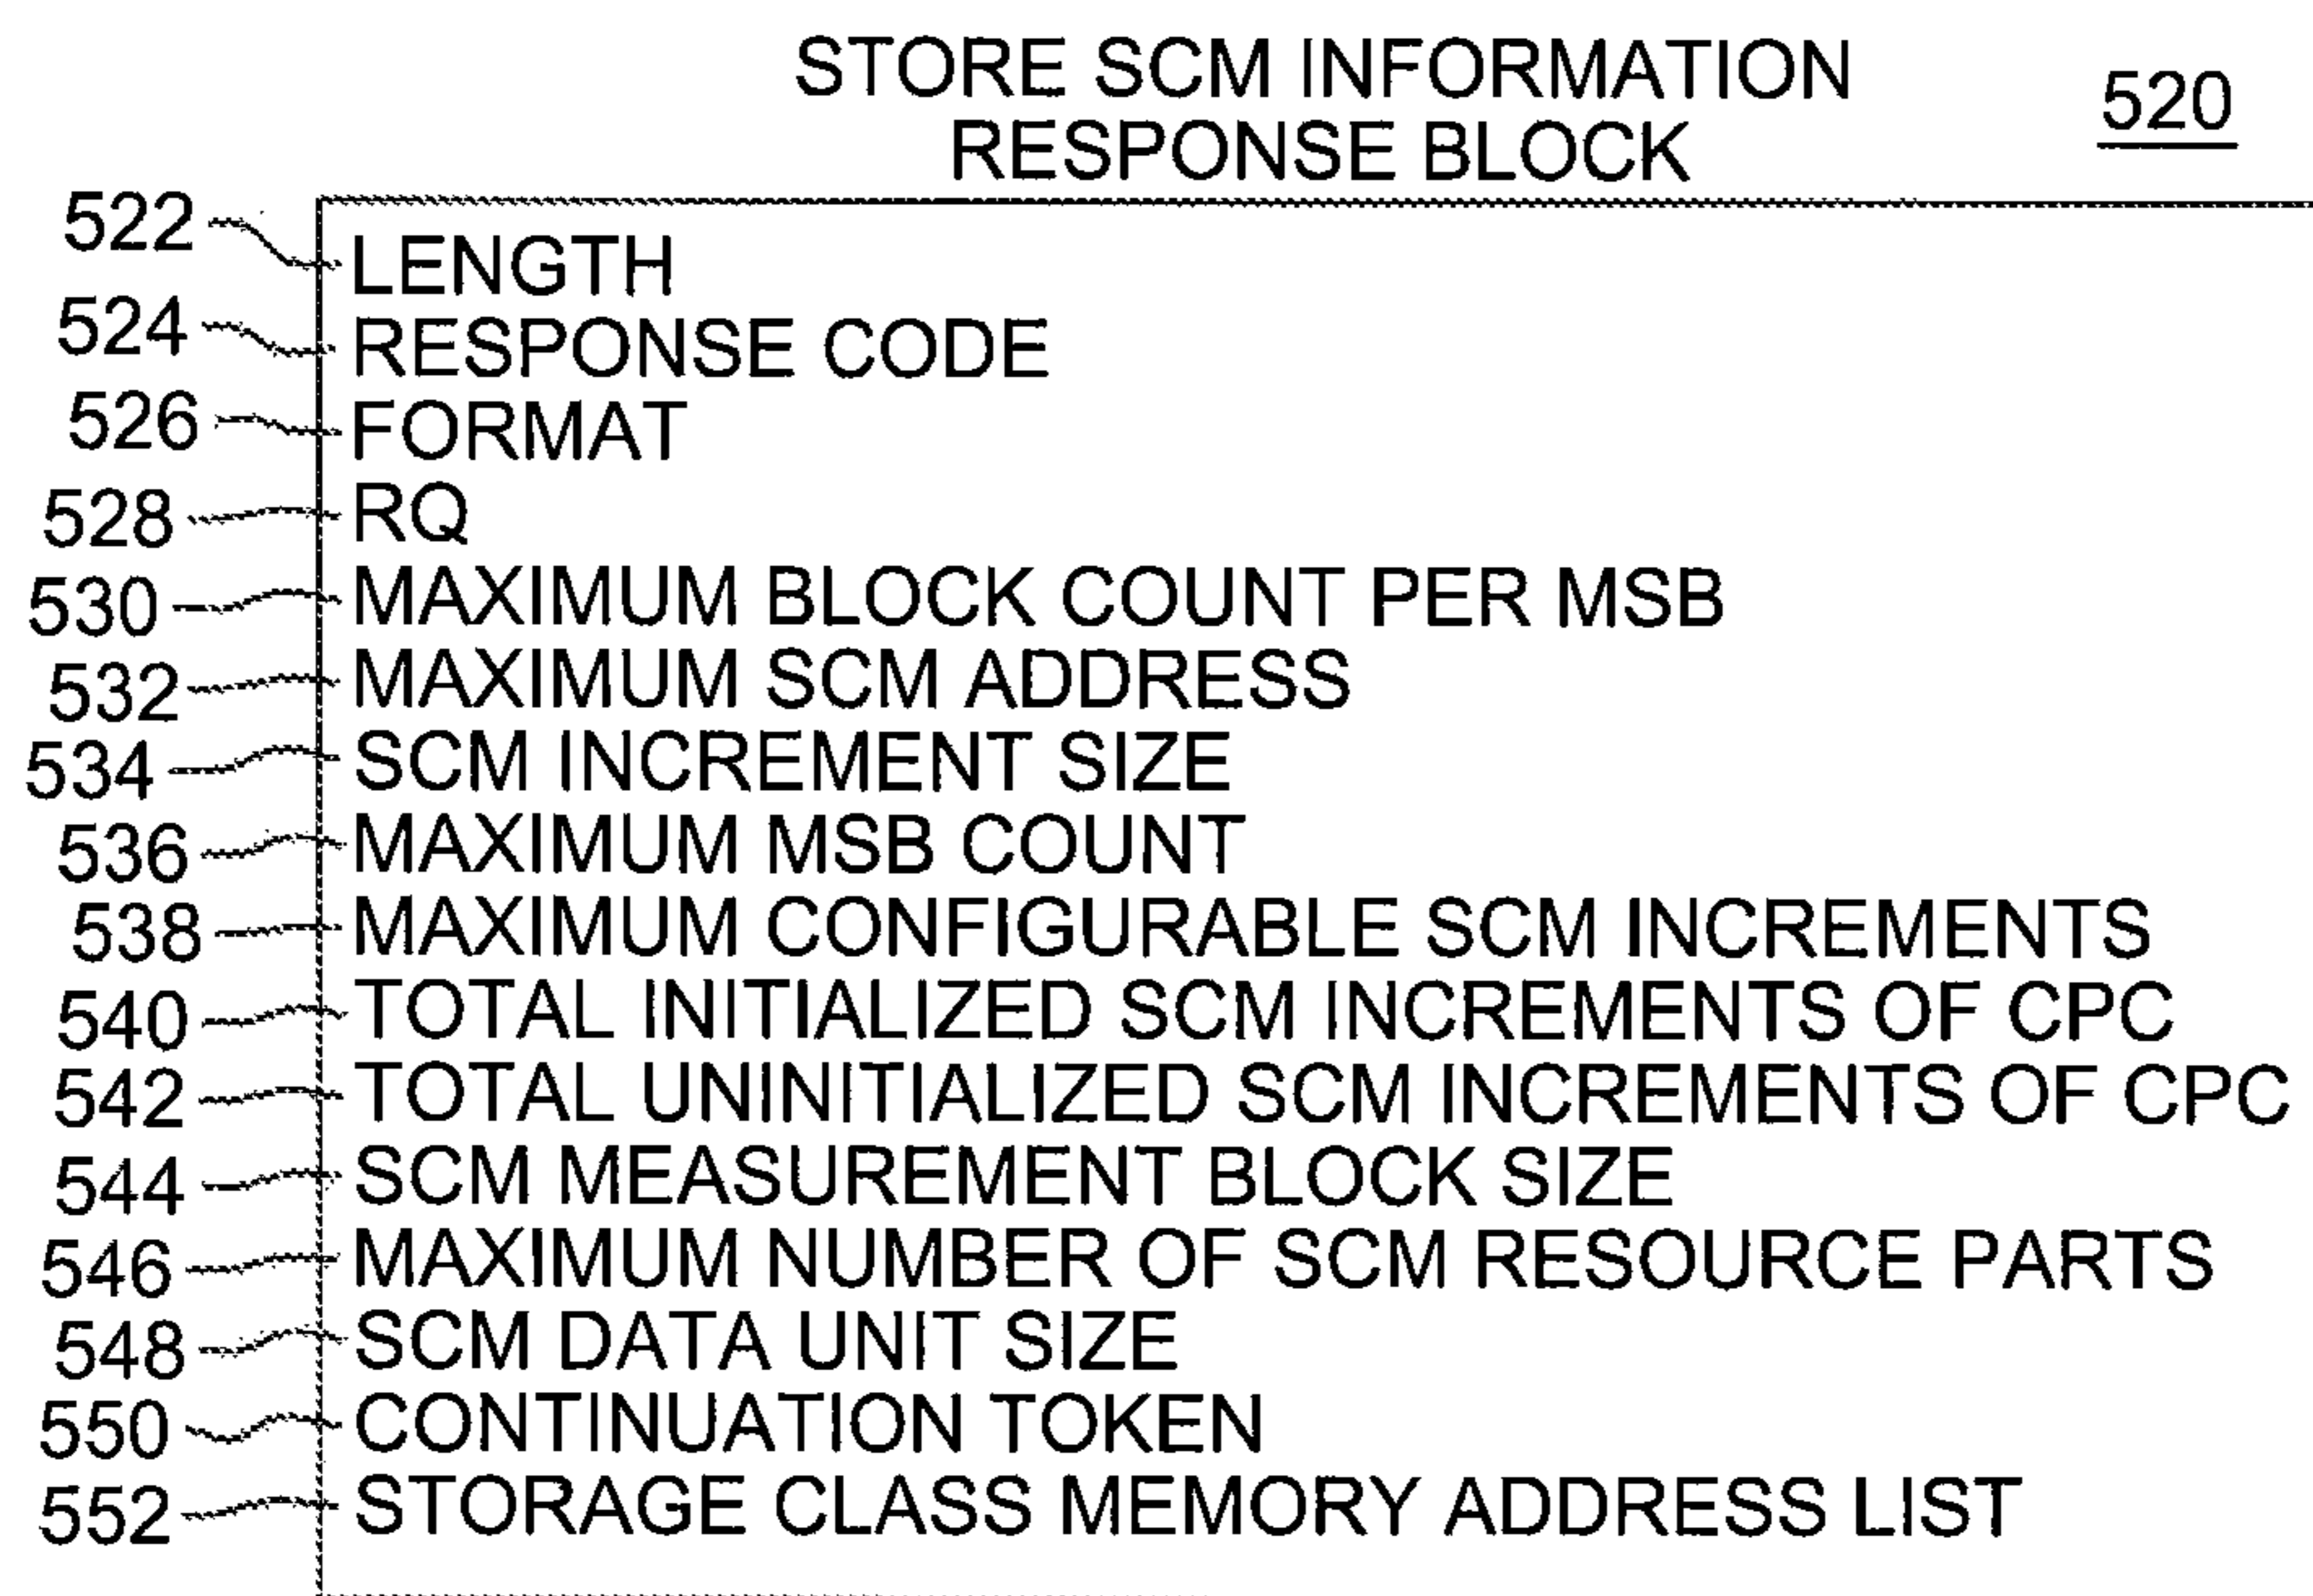 STORE SCM INFORMATION
RESPONSE BLOCK
520
522 LENGTH
524 RESPONSE CODE
526 FORMAT
528 RQ
530 MAXIMUM BLOCK COUNT PER MSB
532 MAXIMUM SCM ADDRESS
534 SCM INCREMENT SIZE
536 MAXIMUM MSB COUNT
538 MAXIMUM CONFIGURABLE SCM INCREMENTS
540 TOTAL INITIALIZED SCM INCREMENTS OF CPC
542 TOTAL UNINITIALIZED SCM INCREMENTS OF CPC
544 SCM MEASUREMENT BLOCK SIZE
546 MAXIMUM NUMBER OF SCM RESOURCE PARTS
548 SCM DATA UNIT SIZE
550 CONTINUATION TOKEN
552 STORAGE CLASS MEMORY ADDRESS LIST